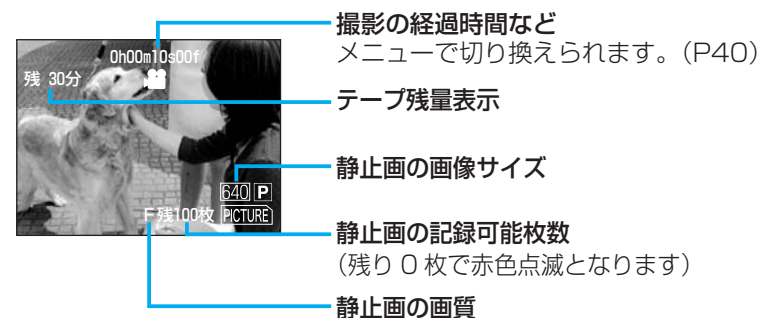 撮影の経過時間など
メニューで切り換えられます。(P40)
0h00m10s00f
残 30分
テープ残量表示
静止画の画像サイズ
640 P
F 残100枚 PICTURE
静止画の記録可能枚数
(残り 0 枚で赤色点滅となります)
静止画の画質